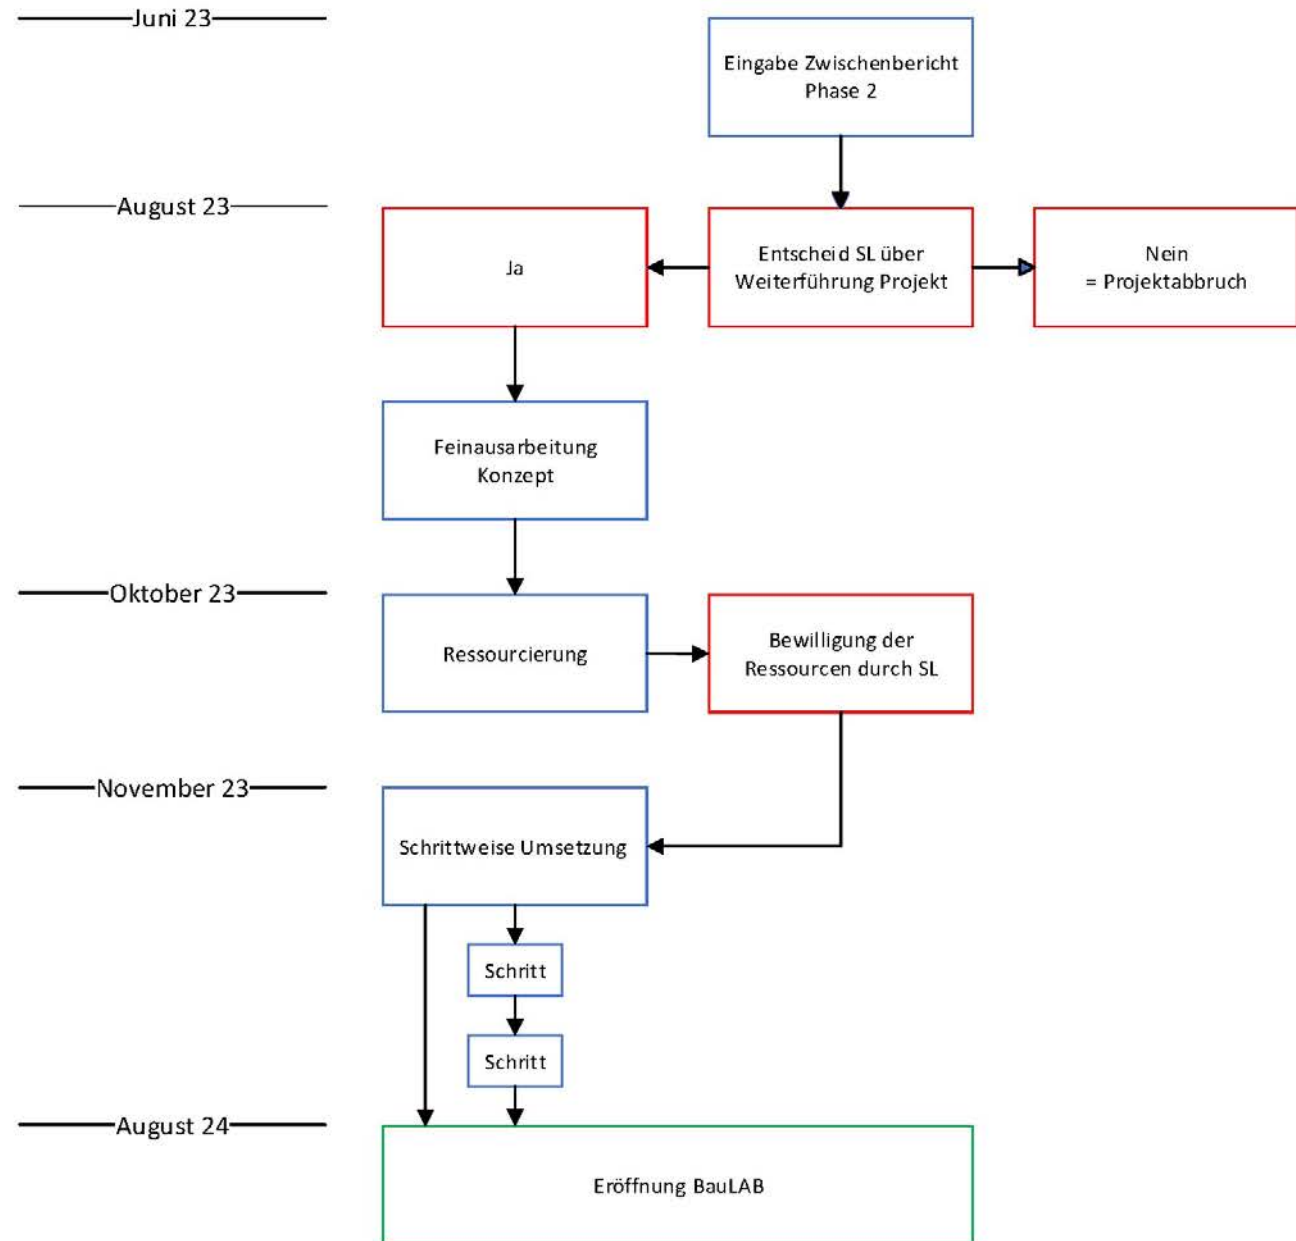 Juni 23
Eingabe Zwischenbericht
Phase 2
August 23
Ja
Entscheid SL über
Weiterführung Projekt
Nein
= Projektabbruch
Feinausarbeitung
Konzept
Oktober 23
Ressourcierung
Bewilligung der
Ressourcen durch SL
November 23
Schrittweise Umsetzung
Schritt
Schritt
August 24
Eröffnung BauLAB